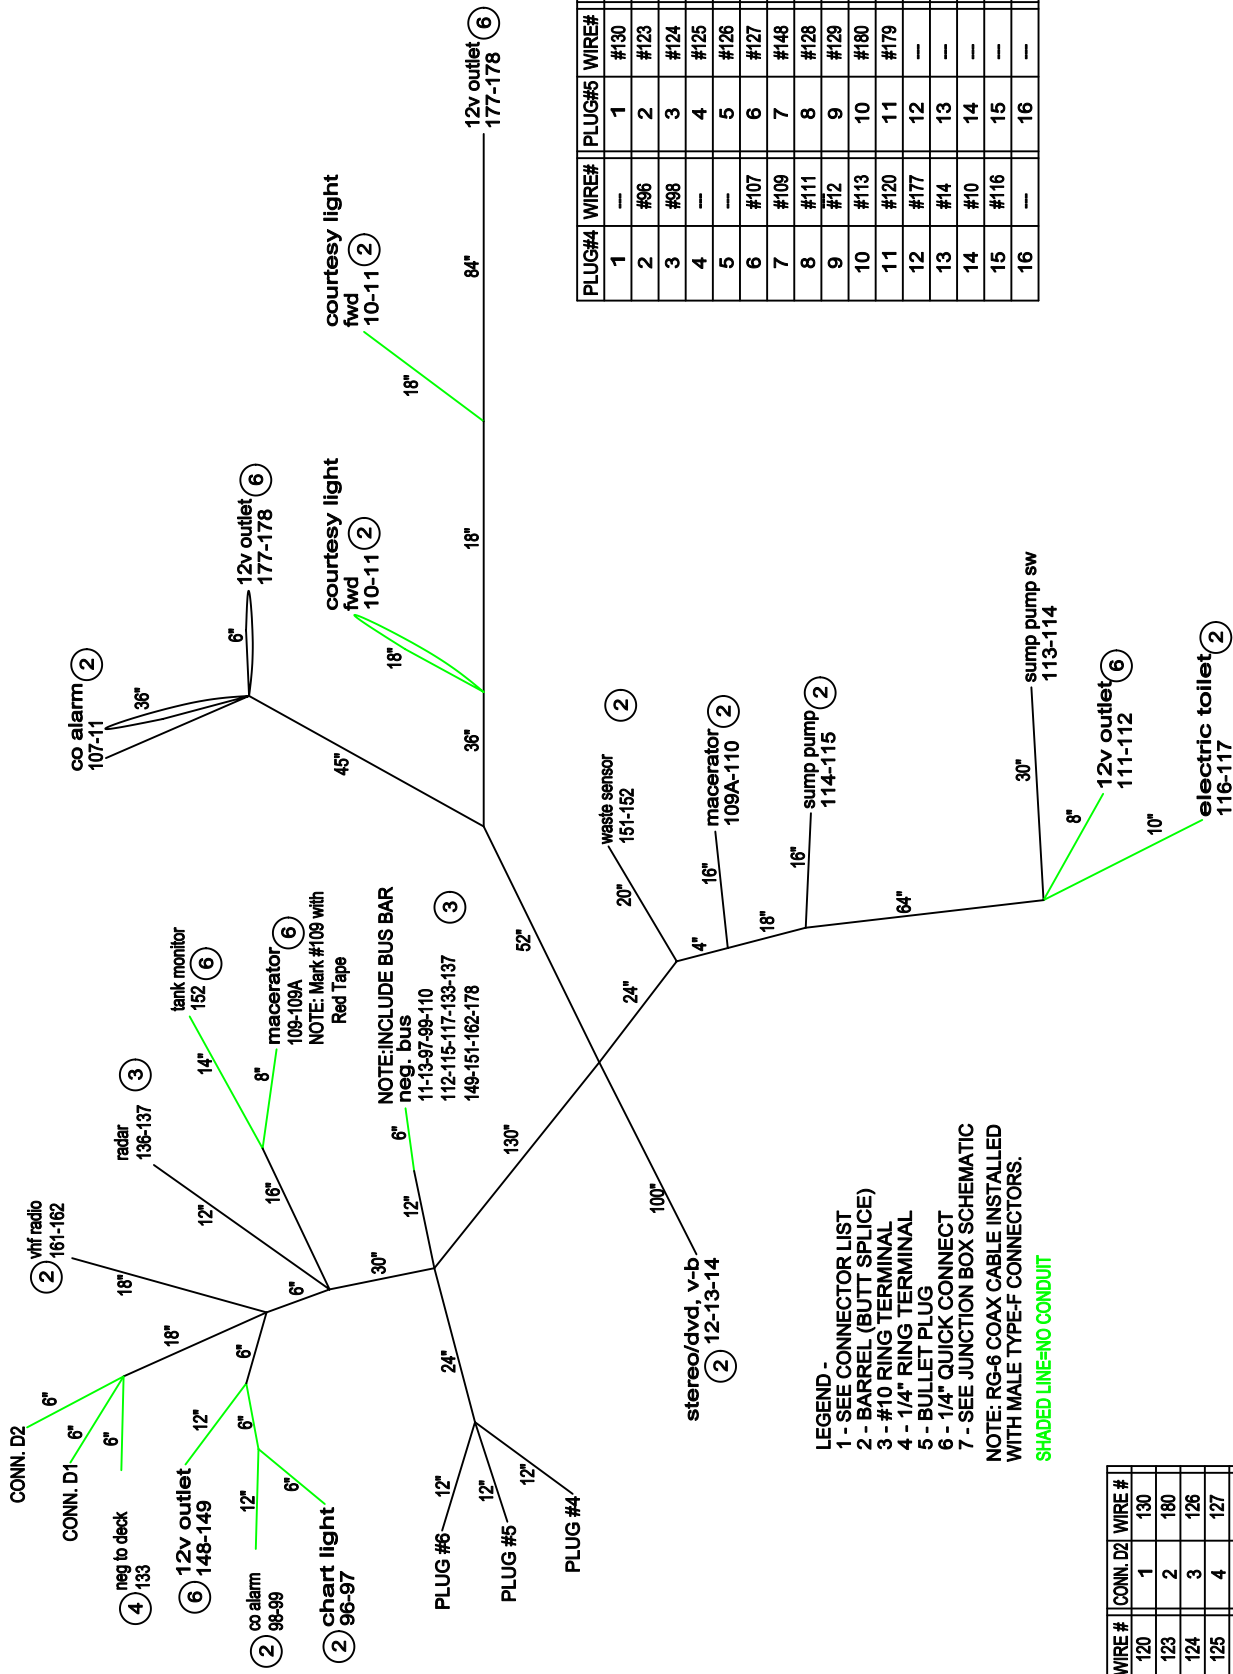 CONN. D2
6"
CONN. D1
6"
6"
neg to deck
4
133
18"
2
vhf radio
161-162
18"
6"
6"
12v outlet
6
148-149
12"
6"
12"
2
co alarm
98-99
6"
chart light
2
96-97
radar
136-137
3
12"
tank monitor
152
6
14"
macerator
6
109-109A
NOTE: Mark #109 with
Red Tape
8"
16"
30"
NOTE:INCLUDE BUS BAR
neg. bus
11-13-97-99-110
112-115-117-133-137
149-151-162-178
3
6"
12"
24"
PLUG #6
12"
PLUG #5
12"
PLUG #4
12"
130"
100"
stereo/dvd, v-b
2
12-13-14
52"
45"
co alarm
2
107-11
36"
12v outlet
6
177-178
6"
36"
courtesy light
fwd
10-11
2
18"
18"
courtesy light
fwd
10-11
2
18"
84"
12v outlet
6
177-178
24"
waste sensor
151-152
2
20"
4"
macerator
2
109A-110
16"
18"
sump pump
2
114-115
16"
64"
sump pump sw
113-114
30"
12v outlet
6
111-112
8"
electric toilet
2
116-117
10"
LEGEND -
1 - SEE CONNECTOR LIST
2 - BARREL (BUTT SPLICE)
3 - #10 RING TERMINAL
4 - 1/4" RING TERMINAL
5 - BULLET PLUG
6 - 1/4" QUICK CONNECT
7 - SEE JUNCTION BOX SCHEMATIC
NOTE: RG-6 COAX CABLE INSTALLED
WITH MALE TYPE-F CONNECTORS.
SHADED LINE=NO CONDUIT
PLUG#4 WIRE# PLUG#5 WIRE#
1 --- 1 #130
2 #96 2 #123
3 #98 3 #124
4 --- 4 #125
5 --- 5 #126
6 #107 6 #127
7 #109 7 #148
8 #111 8 #128
9 #12 9 #129
10 #113 10 #180
11 #120 11 #179
12 #177 12 ---
13 #14 13 ---
14 #10 14 ---
15 #116 15 ---
16 --- 16 ---
WIRE # CONN. D2 WIRE #
120 1 130
123 2 180
124 3 126
125 4 127